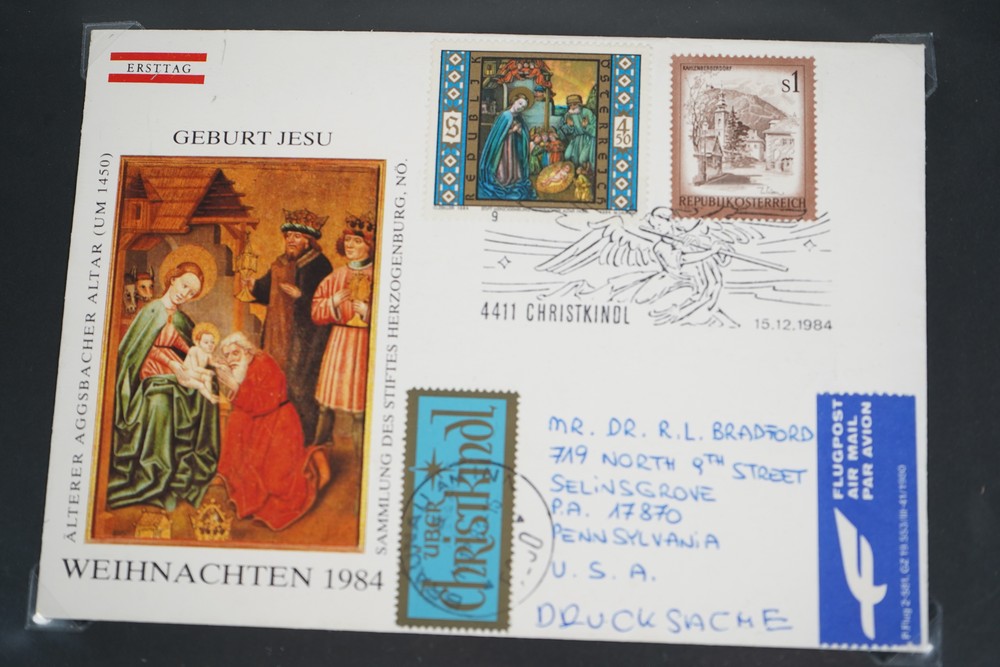 ERSTTAG
GEBURT JESU
ÄLTERER AGGSBACHER ALTAR (UM 1450)
SAMMLUNG DES STIFTES HERZOGENBURG, NÖ.
WEIHNACHTEN 1984
REPUBLIK
ÖSTERREICH
S
4
50
KAHLENBERGERDORF
S1
REPUBLIK ÖSTERREICH
g
4411 CHRISTKINDL
15.12.1984
ÜBER
Christkindl
MR. DR. R.L. BRADFORD
719 NORTH 9TH STREET
SELINSGROVE
P.A. 17870
PENNSYLVANIA
U.S.A.
DRUCKSACHE
FLUGPOST
AIR MAIL
PAR AVION